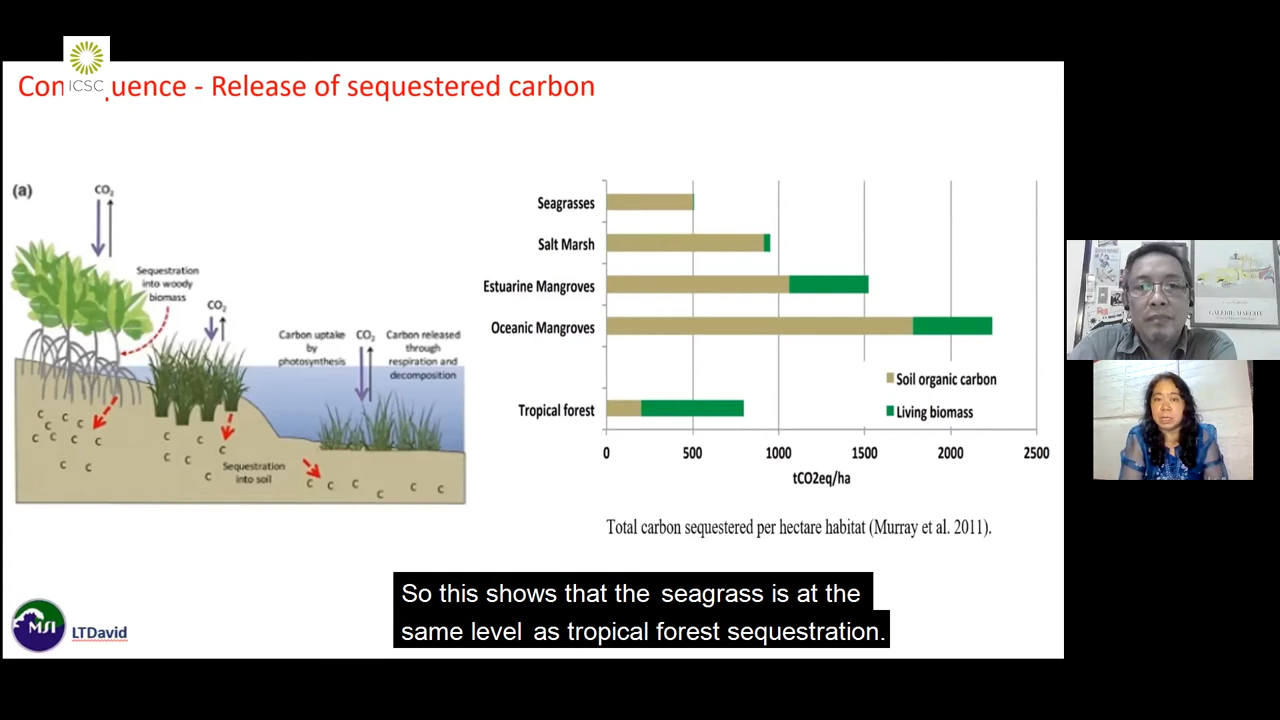 ICSC
Con uence - Release of sequestered carbon
(a)
CO2
Sequestration
into woody
biomass
CO2
Carbon uptake
by
photosynthesis
CO2
Carbon released
through
respiration and
decomposition
C C C C C C C C C
C C C C C
Sequestration
into soil
C C C C C C
Seagrasses
Salt Marsh
Estuarine Mangroves
Oceanic Mangroves
Tropical forest
Soil organic carbon
Living biomass
0 500 1000 1500 2000 2500
tCO2eq/ha
Total carbon sequestered per hectare habitat (Murray et al. 2011).
MSI
LTDavid
So this shows that the seagrass is at the
same level as tropical forest sequestration.